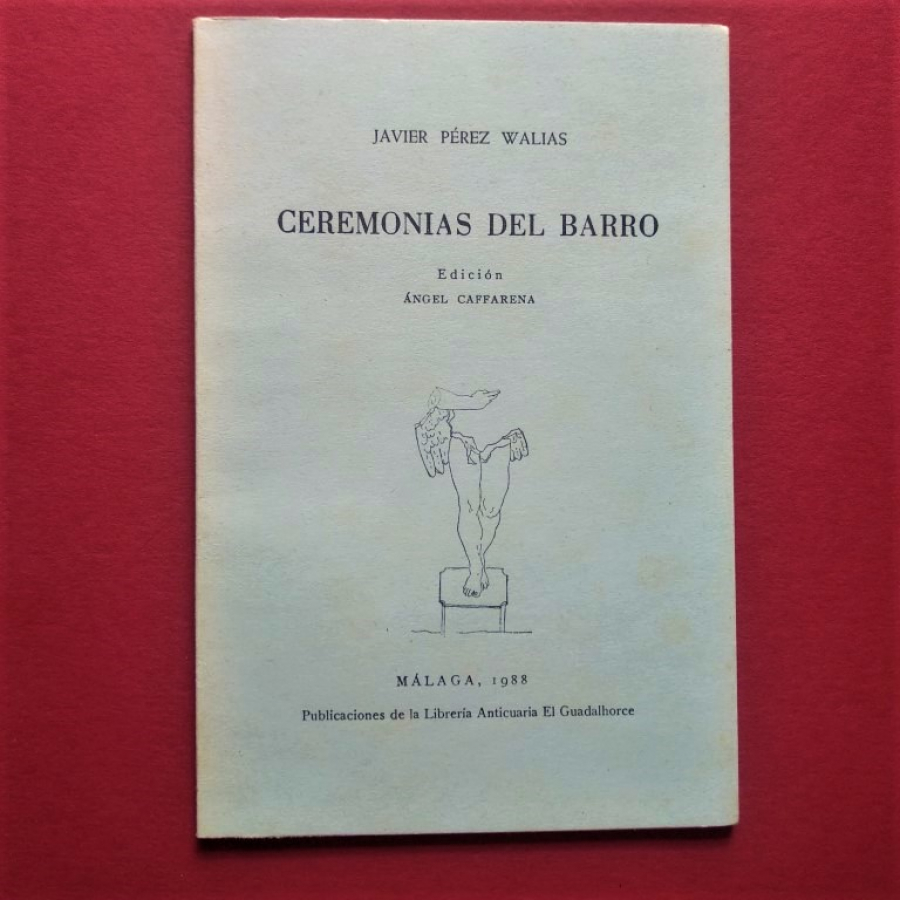 JAVIER PÉREZ WALIAS
CEREMONIAS DEL BARRO
Edición
ÁNGEL CAFFARENA
MÁLAGA, 1988
Publicaciones de la Librería Anticuaria El Guadalhorce